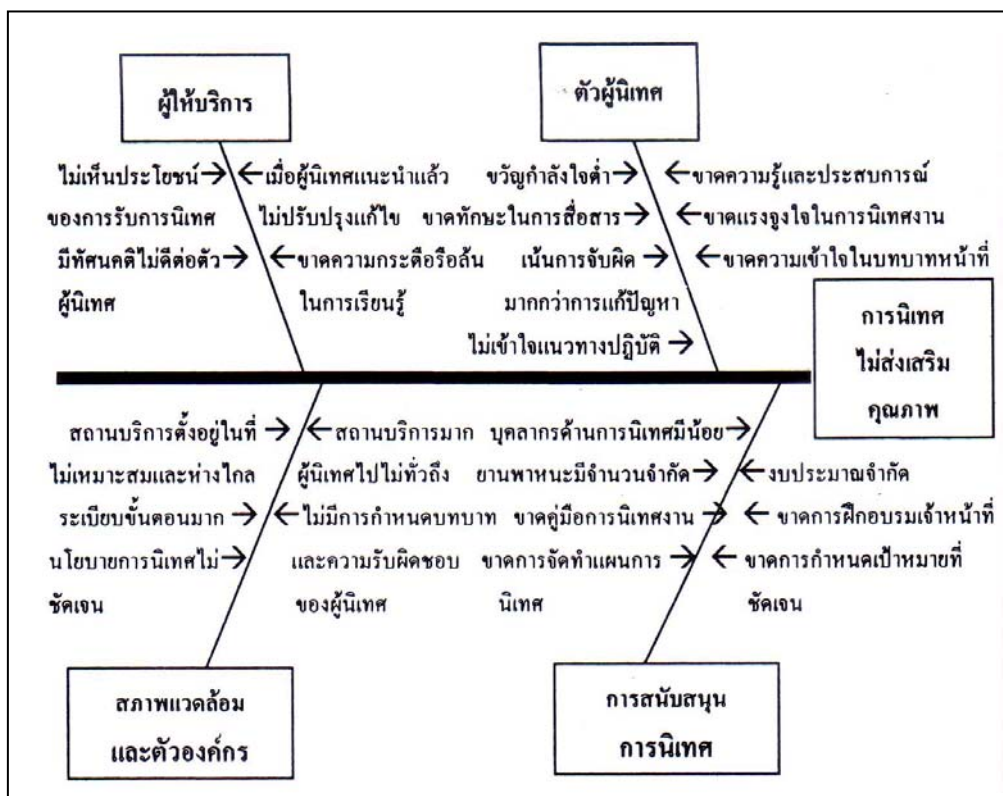 ผู้ให้บริการ
ตัวผู้นิเทศ
ไม่เห็นประโยชน์
ของการรับการนิเทศ
มีทัศนคติไม่ดีต่อตัว
ผู้นิเทศ
เมื่อผู้นิเทศแนะนำแล้ว
ไม่ปรับปรุงแก้ไข
ขาดความกระตือรือล้น
ในการเรียนรู้
ขวัญกำลังใจต่ำ
ขาดทักษะในการสื่อสาร
เน้นการจับผิด
มากกว่าการแก้ปัญหา
ไม่เข้าใจแนวทางปฏิบัติ
ขาดความรู้และประสบการณ์
ขาดแรงจูงใจในการนิเทศงาน
ขาดความเข้าใจในบทบาทหน้าที่
การนิเทศ
ไม่ส่งเสริม
คุณภาพ
สถานบริการตั้งอยู่ในที่
ไม่เหมาะสมและห่างไกล
ระเบียบขั้นตอนมาก
นโยบายการนิเทศไม่
ชัดเจน
สถานบริการมาก
ผู้นิเทศไปไม่ทั่วถึง
ไม่มีการกำหนดบทบาท
และความรับผิดชอบ
ของผู้นิเทศ
บุคลากรด้านการนิเทศมีน้อย
ยานพาหนะมีจำนวนจำกัด
ขาดคู่มือการนิเทศงาน
ขาดการจัดทำแผนการ
นิเทศ
งบประมาณจำกัด
ขาดการฝึกอบรมเจ้าหน้าที่
ขาดการกำหนดเป้าหมายที่
ชัดเจน
สภาพแวดล้อม
และตัวองค์กร
การสนับสนุน
การนิเทศ